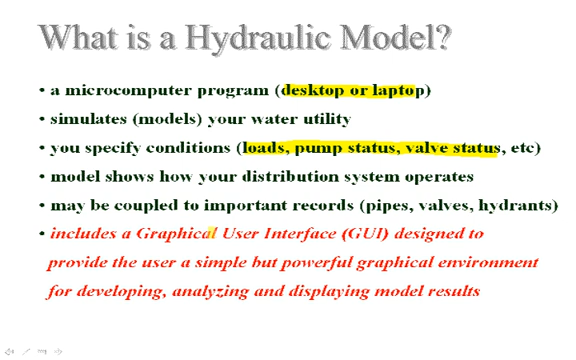 What is a Hydraulic Model?
• a microcomputer program (desktop or laptop)
• simulates (models) your water utility
• you specify conditions (loads, pump status, valve status, etc)
• model shows how your distribution system operates
• may be coupled to important records (pipes, valves, hydrants)
• includes a Graphical User Interface (GUI) designed to
provide the user a simple but powerful graphical environment
for developing, analyzing and displaying model results